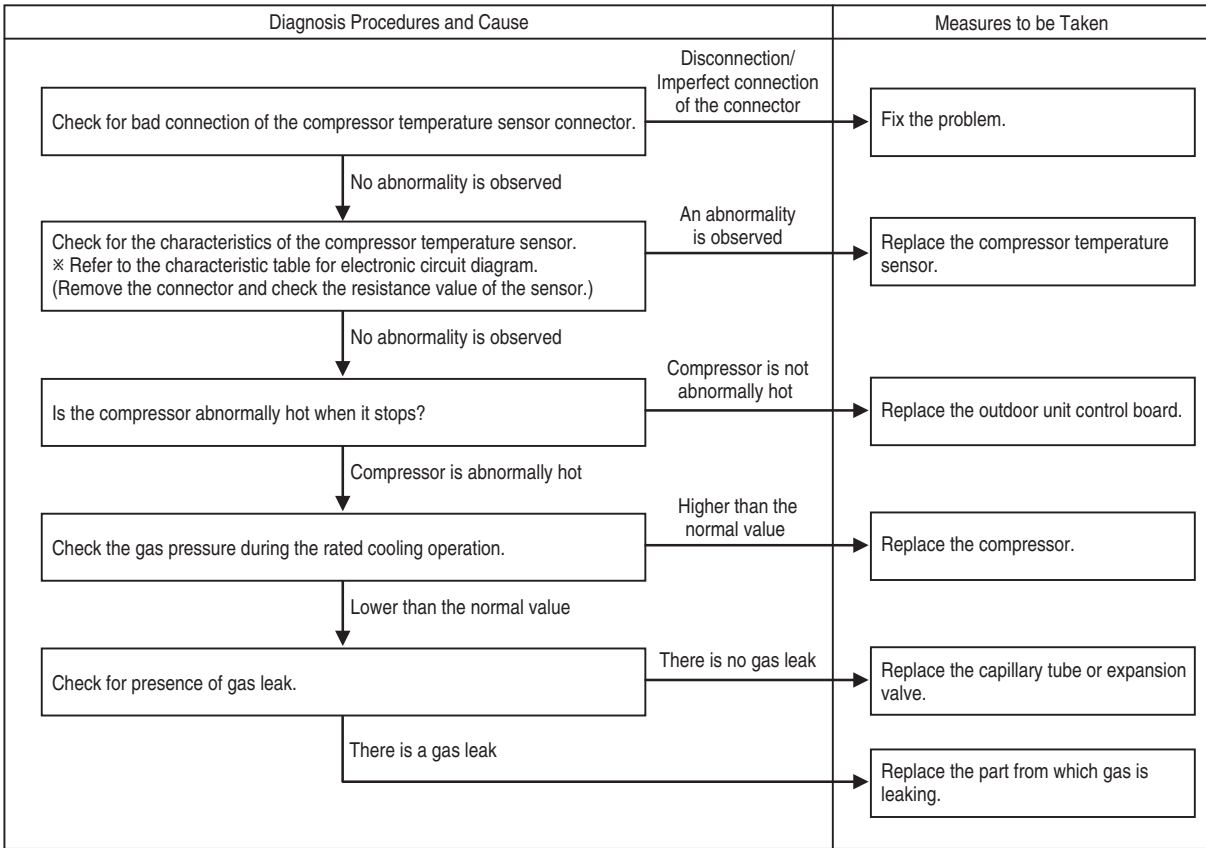 Diagnosis Procedures and Cause
Measures to be Taken
Disconnection/
Imperfect connection
of the connector
Check for bad connection of the compressor temperature sensor connector.
Fix the problem.
No abnormality is observed
An abnormality
is observed
Check for the characteristics of the compressor temperature sensor.
※ Refer to the characteristic table for electronic circuit diagram.
(Remove the connector and check the resistance value of the sensor.)
Replace the compressor temperature
sensor.
No abnormality is observed
Compressor is not
abnormally hot
Is the compressor abnormally hot when it stops?
Replace the outdoor unit control board.
Compressor is abnormally hot
Higher than the
normal value
Check the gas pressure during the rated cooling operation.
Replace the compressor.
Lower than the normal value
There is no gas leak
Check for presence of gas leak.
Replace the capillary tube or expansion
valve.
There is a gas leak
Replace the part from which gas is
leaking.